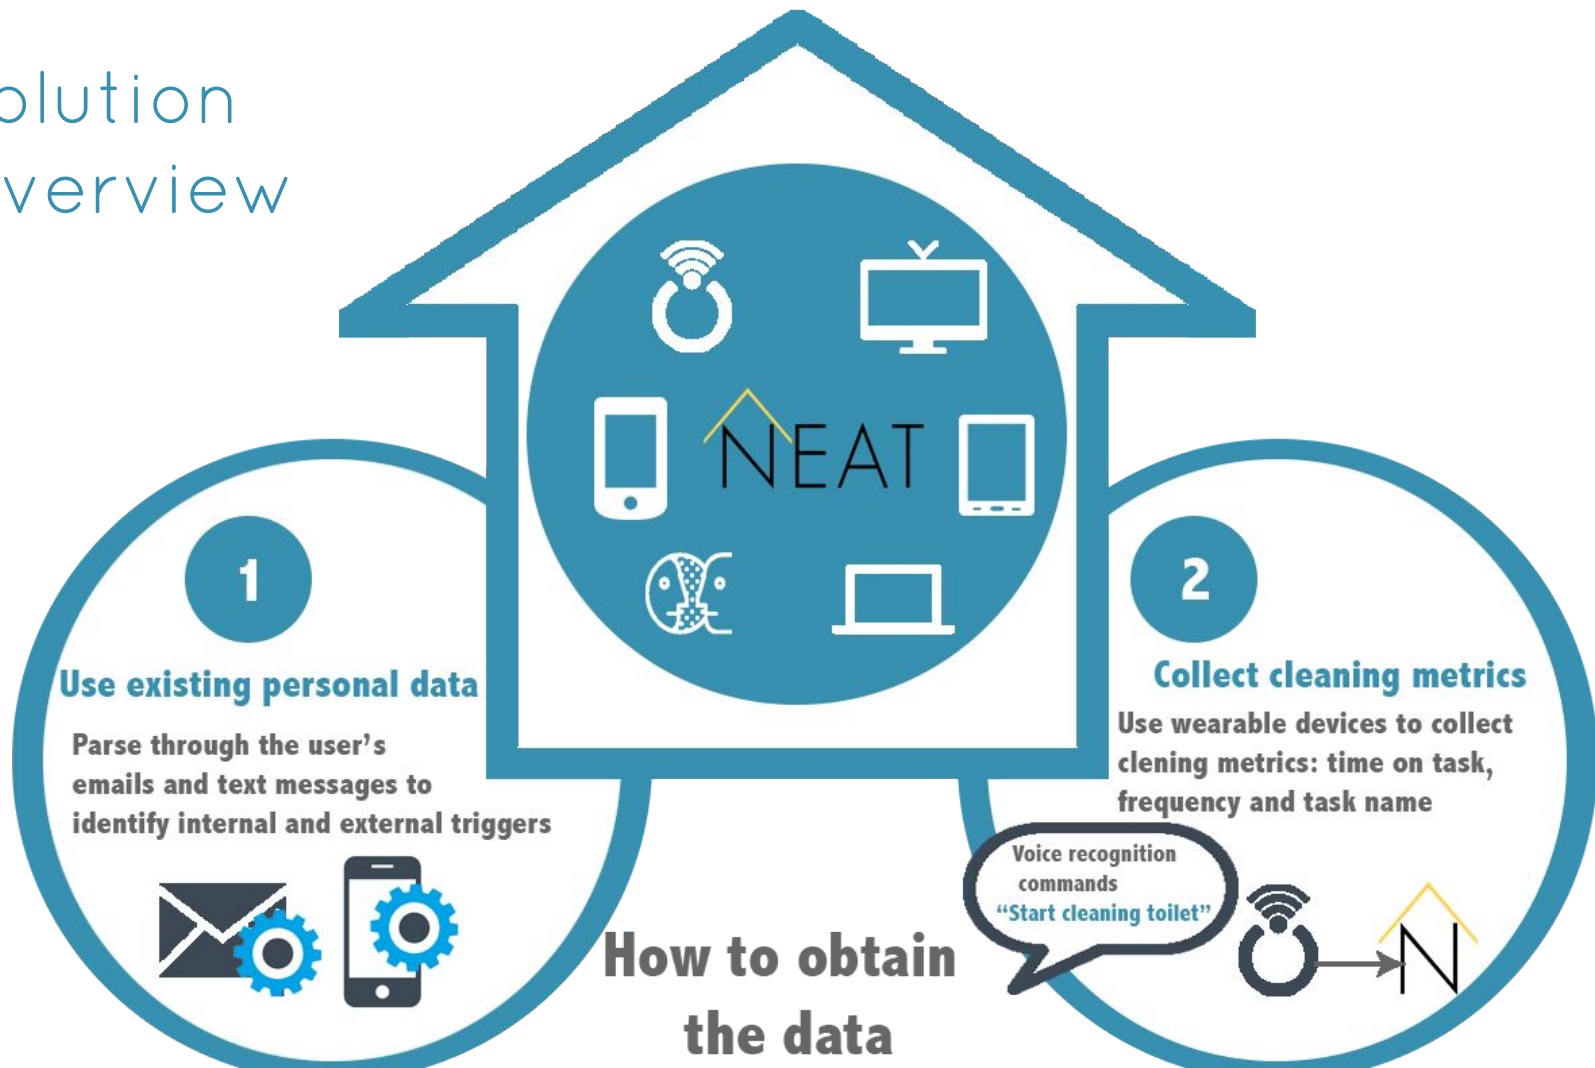 olution
verview
NEAT
1
Use existing personal data
Parse through the user's
emails and text messages to
identify internal and external triggers
2
Collect cleaning metrics
Use wearable devices to collect
clening metrics: time on task,
frequency and task name
Voice recognition
commands
“Start cleaning toilet”
N
How to obtain
the data